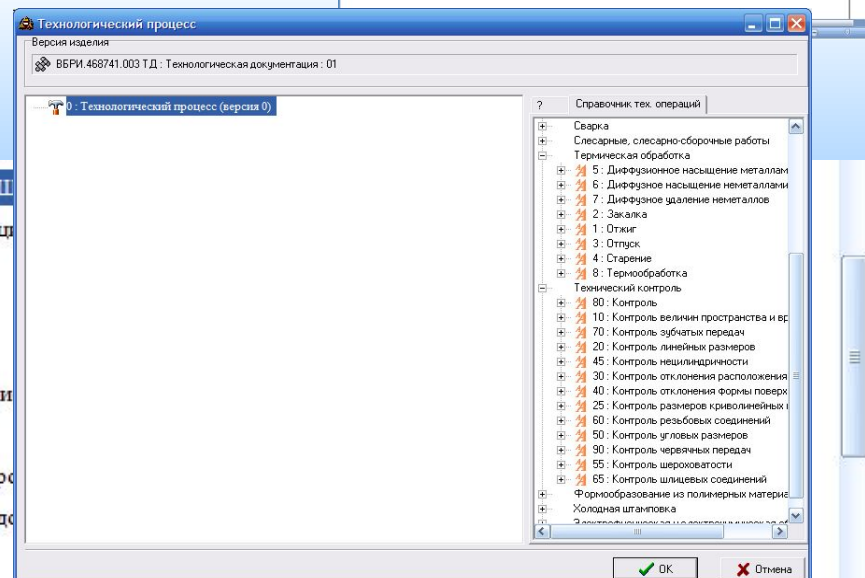 Технологический процесс
Версия изделия
ВБРИ.468741.003 ТД : Технологическая документация : 01
0 : Технологический процесс (версия 0)
? Справочник тех. операций
Сварка
Слесарные, слесарно-сборочные работы
Термическая обработка
5 : Диффузионное насыщение металлам
6 : Диффузное насыщение неметаллами
7 : Диффузное удаление неметаллов
2 : Закалка
1 : Отжиг
3 : Отпуск
4 : Старение
8 : Термообработка
Технический контроль
80 : Контроль
10 : Контроль величин пространства и вр
70 : Контроль зубчатых передач
20 : Контроль линейных размеров
45 : Контроль нецилиндричности
30 : Контроль отклонения расположения
40 : Контроль отклонения формы поверх
25 : Контроль размеров криволинейных
60 : Контроль резьбовых соединений
50 : Контроль угловых размеров
90 : Контроль червячных передач
55 : Контроль шероховатости
65 : Контроль шлицевых соединений
Формообразование из полимерных материа
Холодная штамповка
OK Отмена